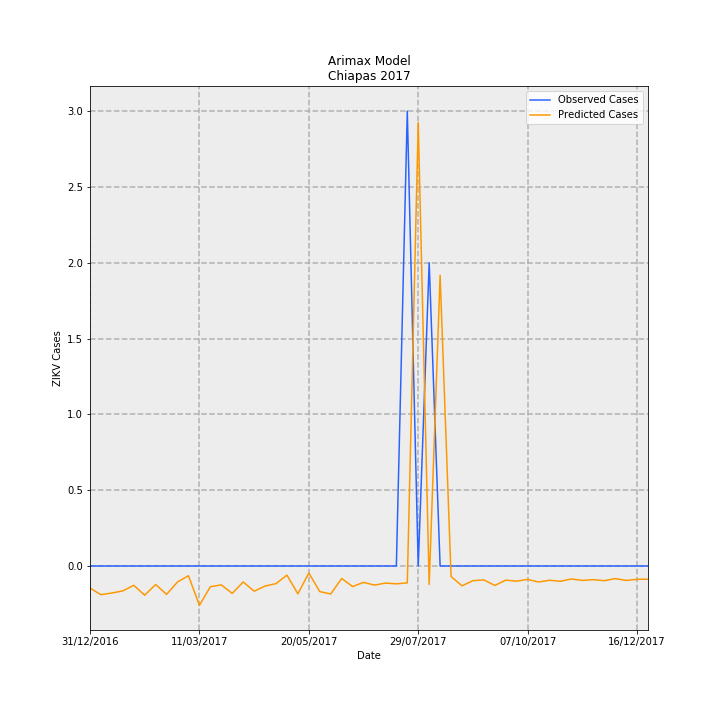 Arimax Model
Chiapas 2017
Observed Cases
Predicted Cases
3.0
2.5
2.0
1.5
1.0
0.5
0.0
ZIKV Cases
31/12/2016
11/03/2017
20/05/2017
29/07/2017
07/10/2017
16/12/2017
Date